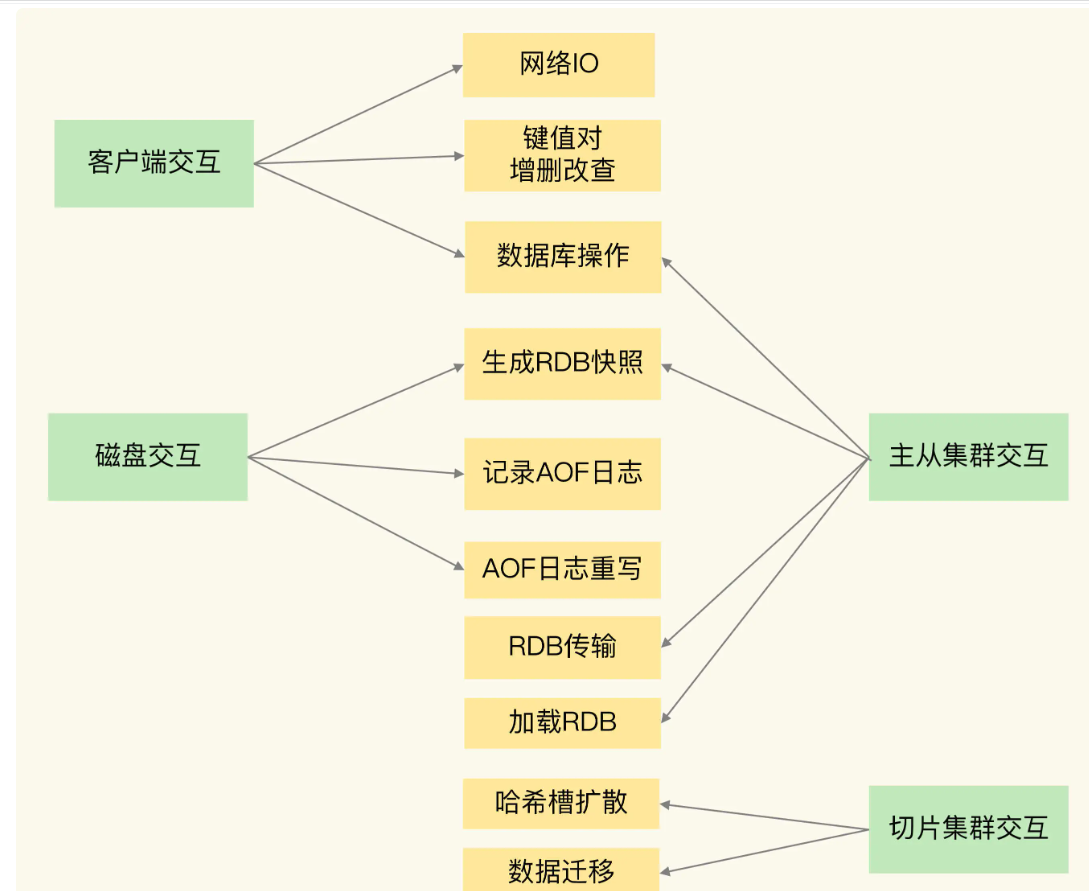 网络IO
客户端交互
键值对
增删改查
数据库操作
生成RDB快照
磁盘交互
记录AOF日志
主从集群交互
AOF日志重写
RDB传输
加载RDB
哈希槽扩散
切片集群交互
数据迁移